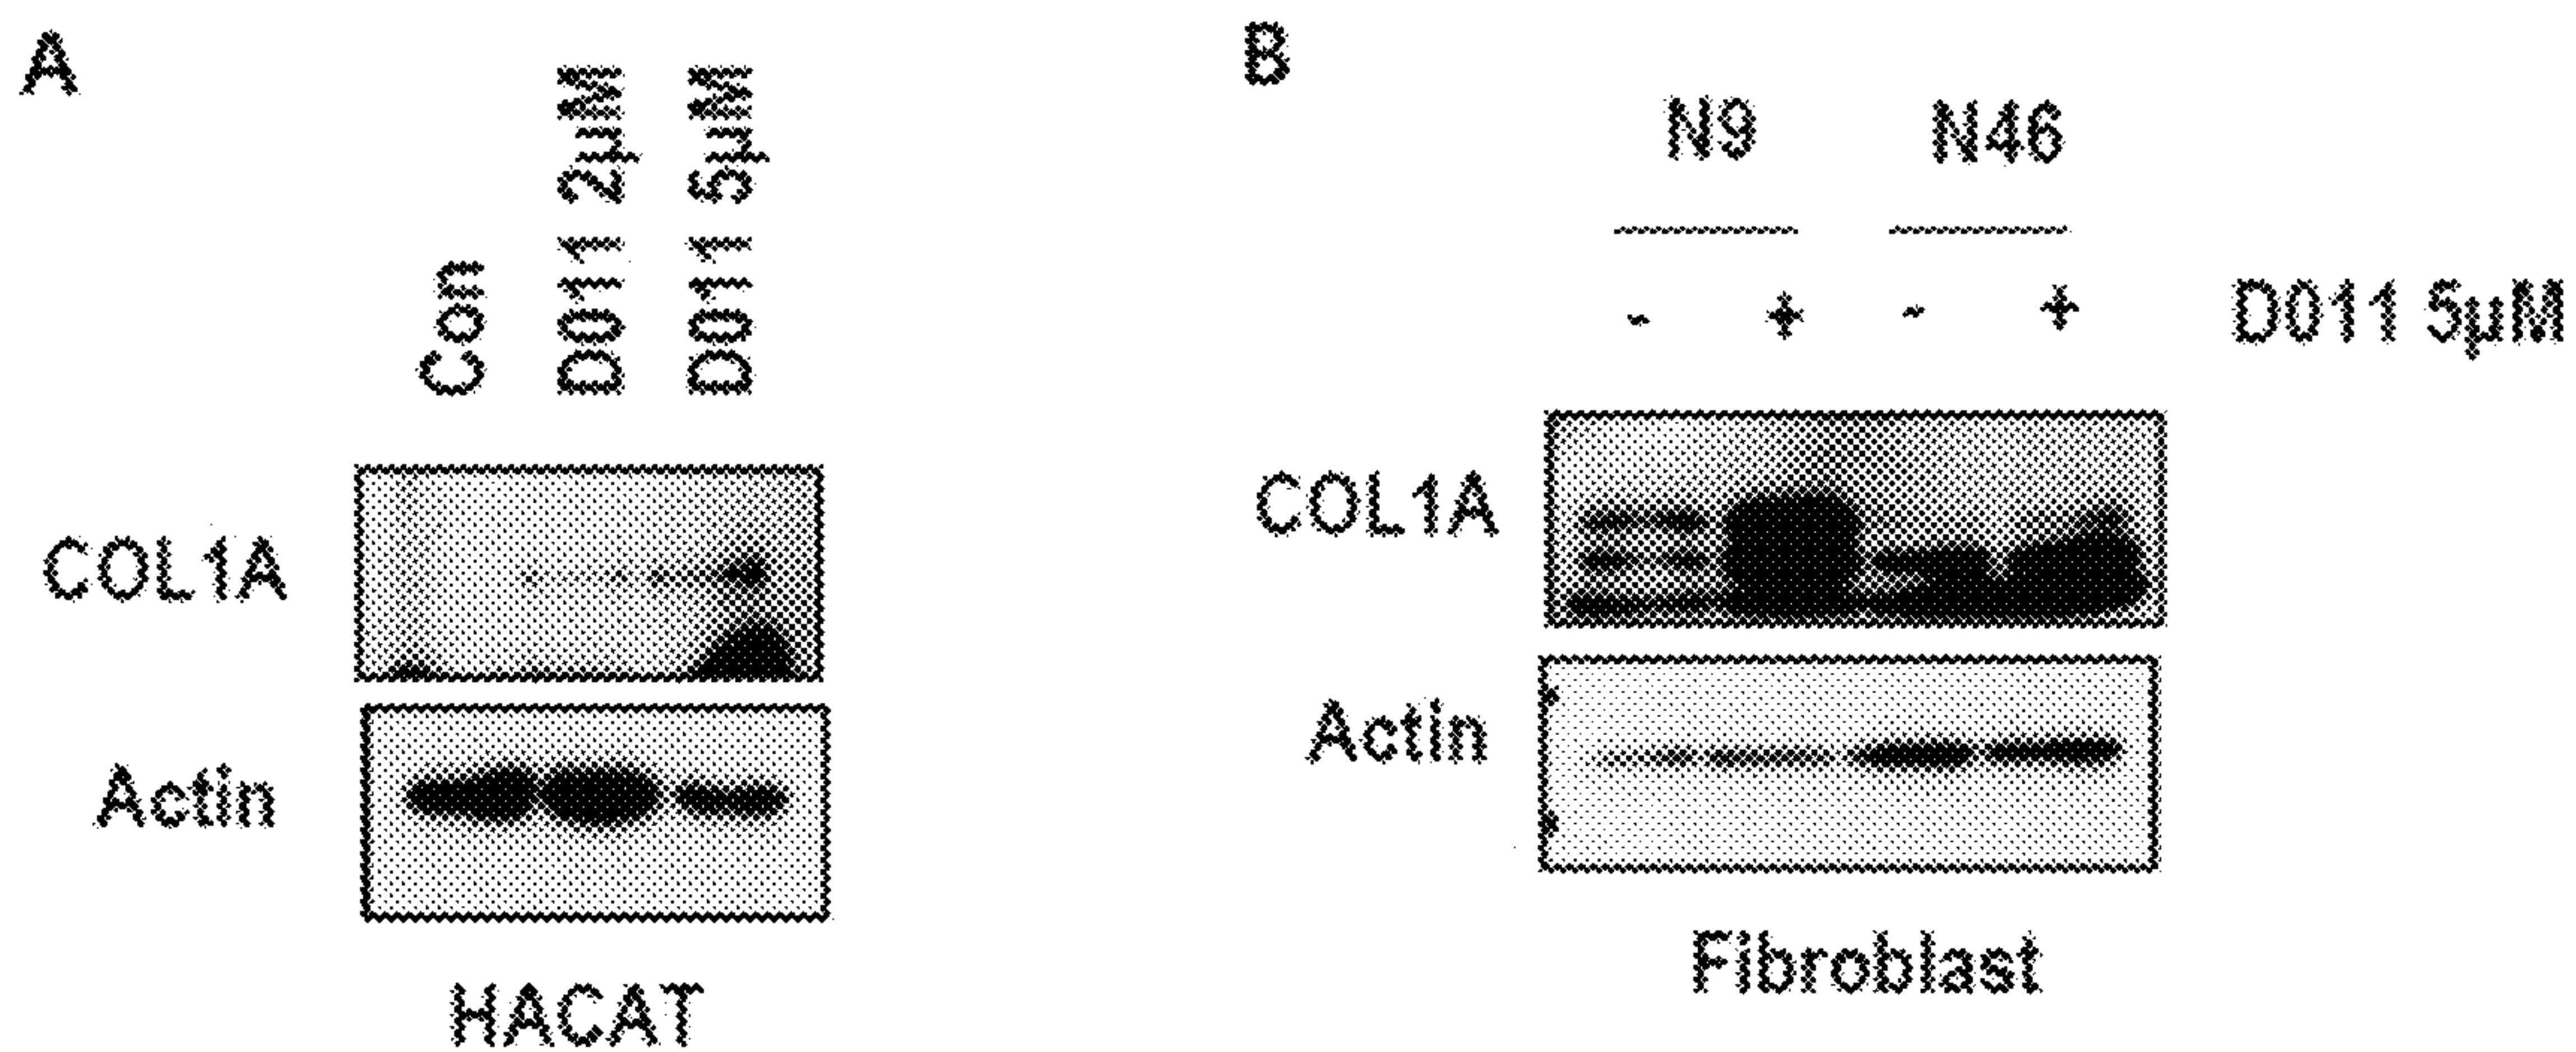 A
Con
D011 2µM
D011 5µM
COL1A
Actin
HACAT
B
N9 N46
- + - + D011 5µM
COL1A
Actin
Fibroblast